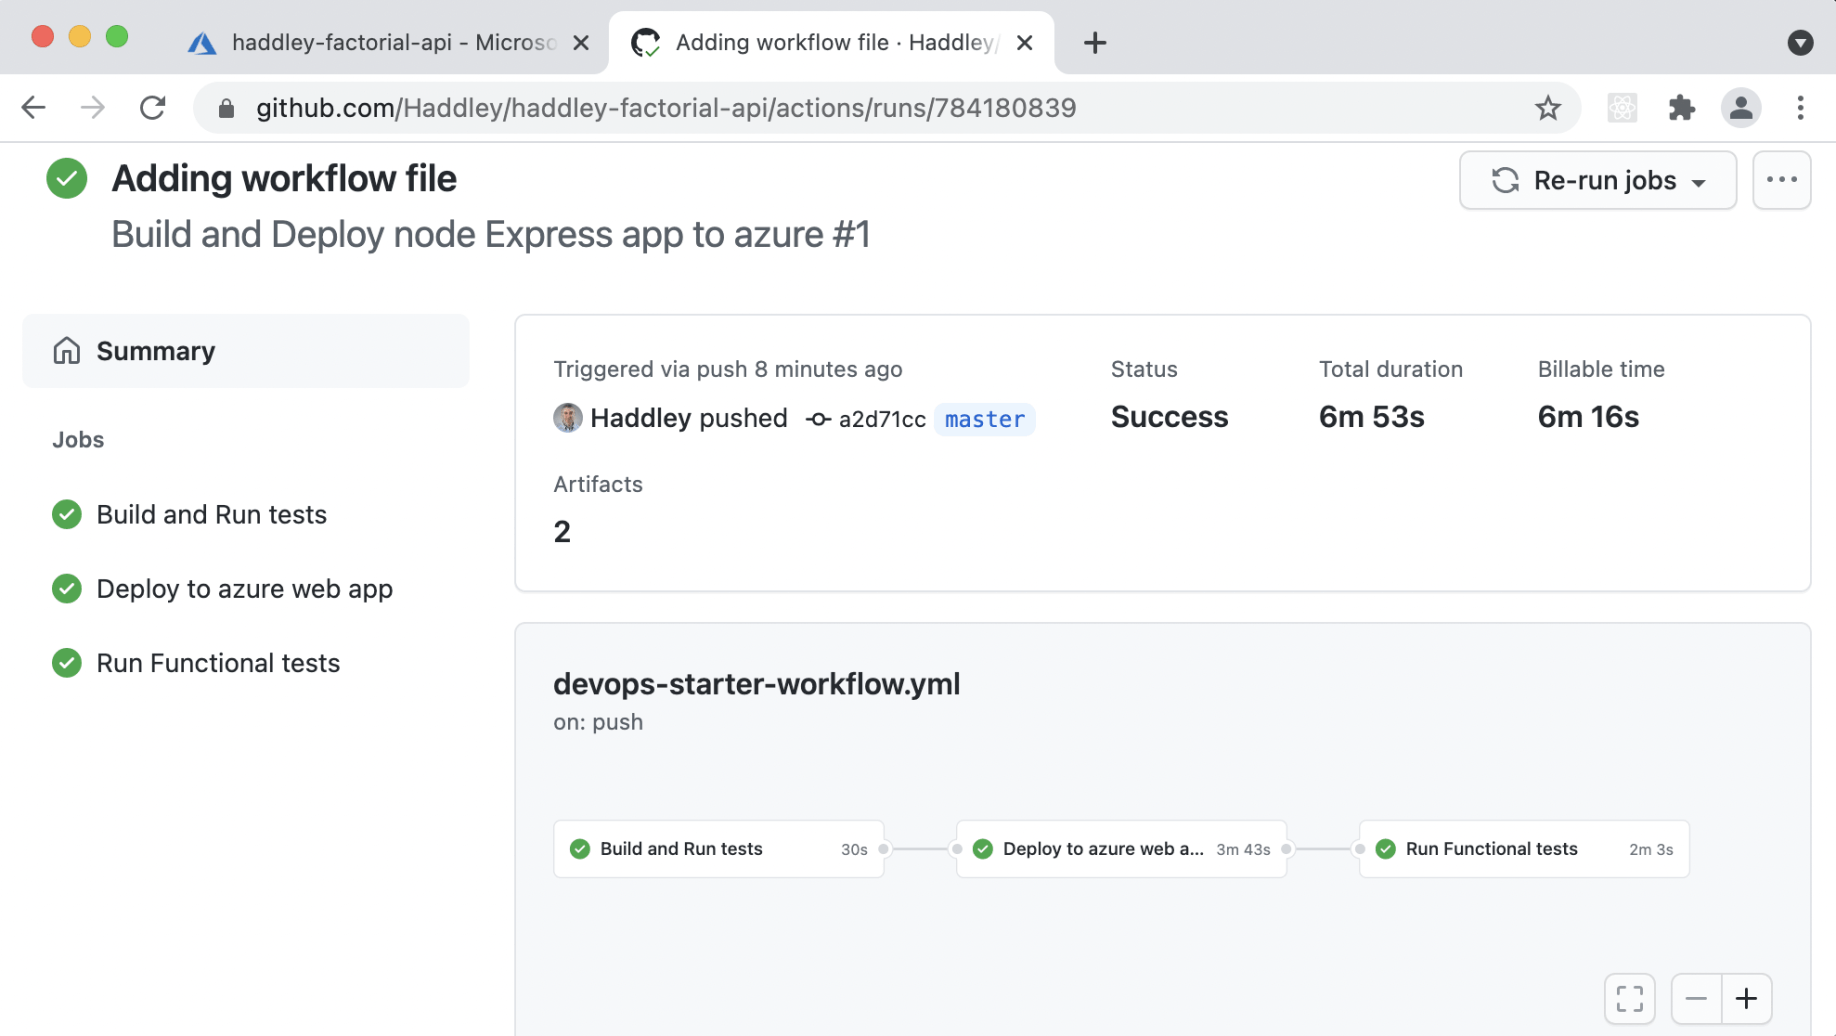 haddley-factorial-api - Microso
Adding workflow file · Haddley/
github.com/Haddley/haddley-factorial-api/actions/runs/784180839
Adding workflow file
Re-run jobs
Build and Deploy node Express app to azure #1
Summary
Triggered via push 8 minutes ago
Status
Total duration
Billable time
Haddley pushed a2d71cc master
Success
6m 53s
6m 16s
Artifacts
2
Jobs
Build and Run tests
Deploy to azure web app
Run Functional tests
devops-starter-workflow.yml
on: push
Build and Run tests 30s
Deploy to azure web a... 3m 43s
Run Functional tests 2m 3s